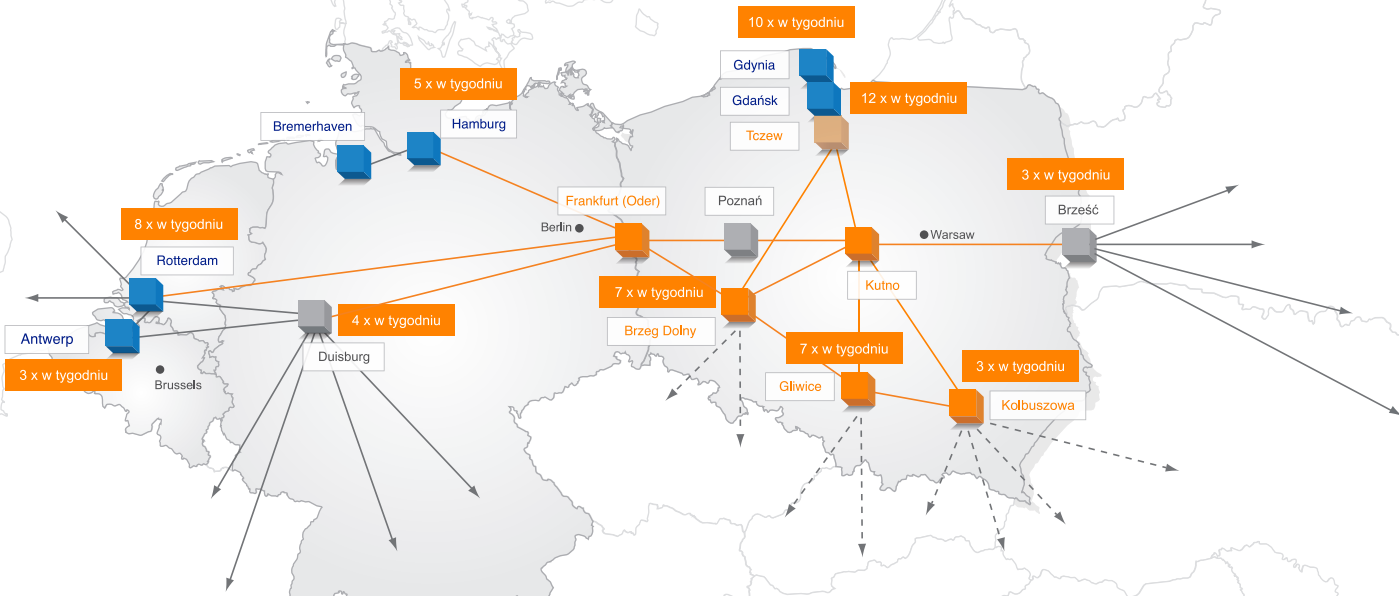 10 x w tygodniu
Gdynia
5 x w tygodniu
Gdańsk
12 x w tygodniu
Bremerhaven
Hamburg
Tczew
3 x w tygodniu
Frankfurt (Oder)
Poznań
Brześć
8 x w tygodniu
Berlin
Warsaw
Rotterdam
Kutno
7 x w tygodniu
4 x w tygodniu
Brzeg Dolny
Antwerp
7 x w tygodniu
Duisburg
3 x w tygodniu
3 x w tygodniu
Brussels
Gliwice
Kolbuszowa